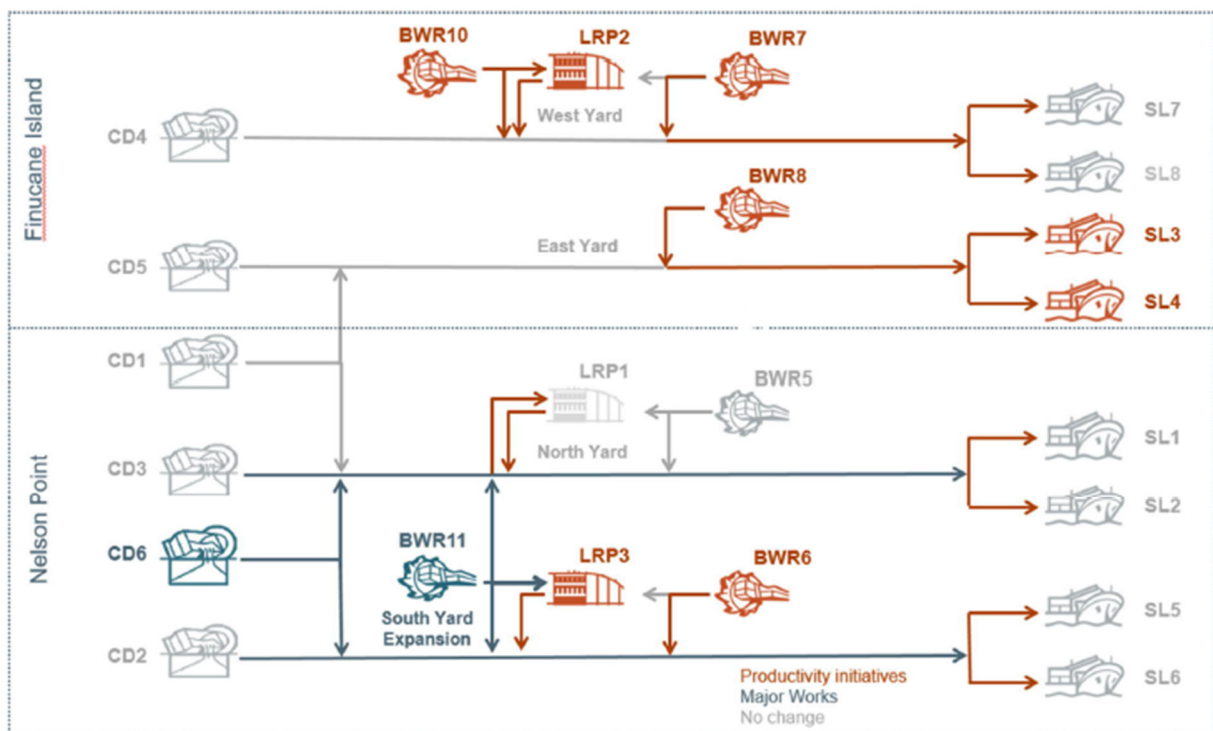 Finucane Island
BWR10
LRP2
BWR7
CD4
West Yard
SL7
SL8
BWR8
CD5
East Yard
SL3
SL4
Nelson Point
CD1
LRP1
BWR5
CD3
North Yard
SL1
SL2
CD6
BWR11
LRP3
BWR6
South Yard
Expansion
CD2
SL5
SL6
Productivity initiatives
Major Works
No change